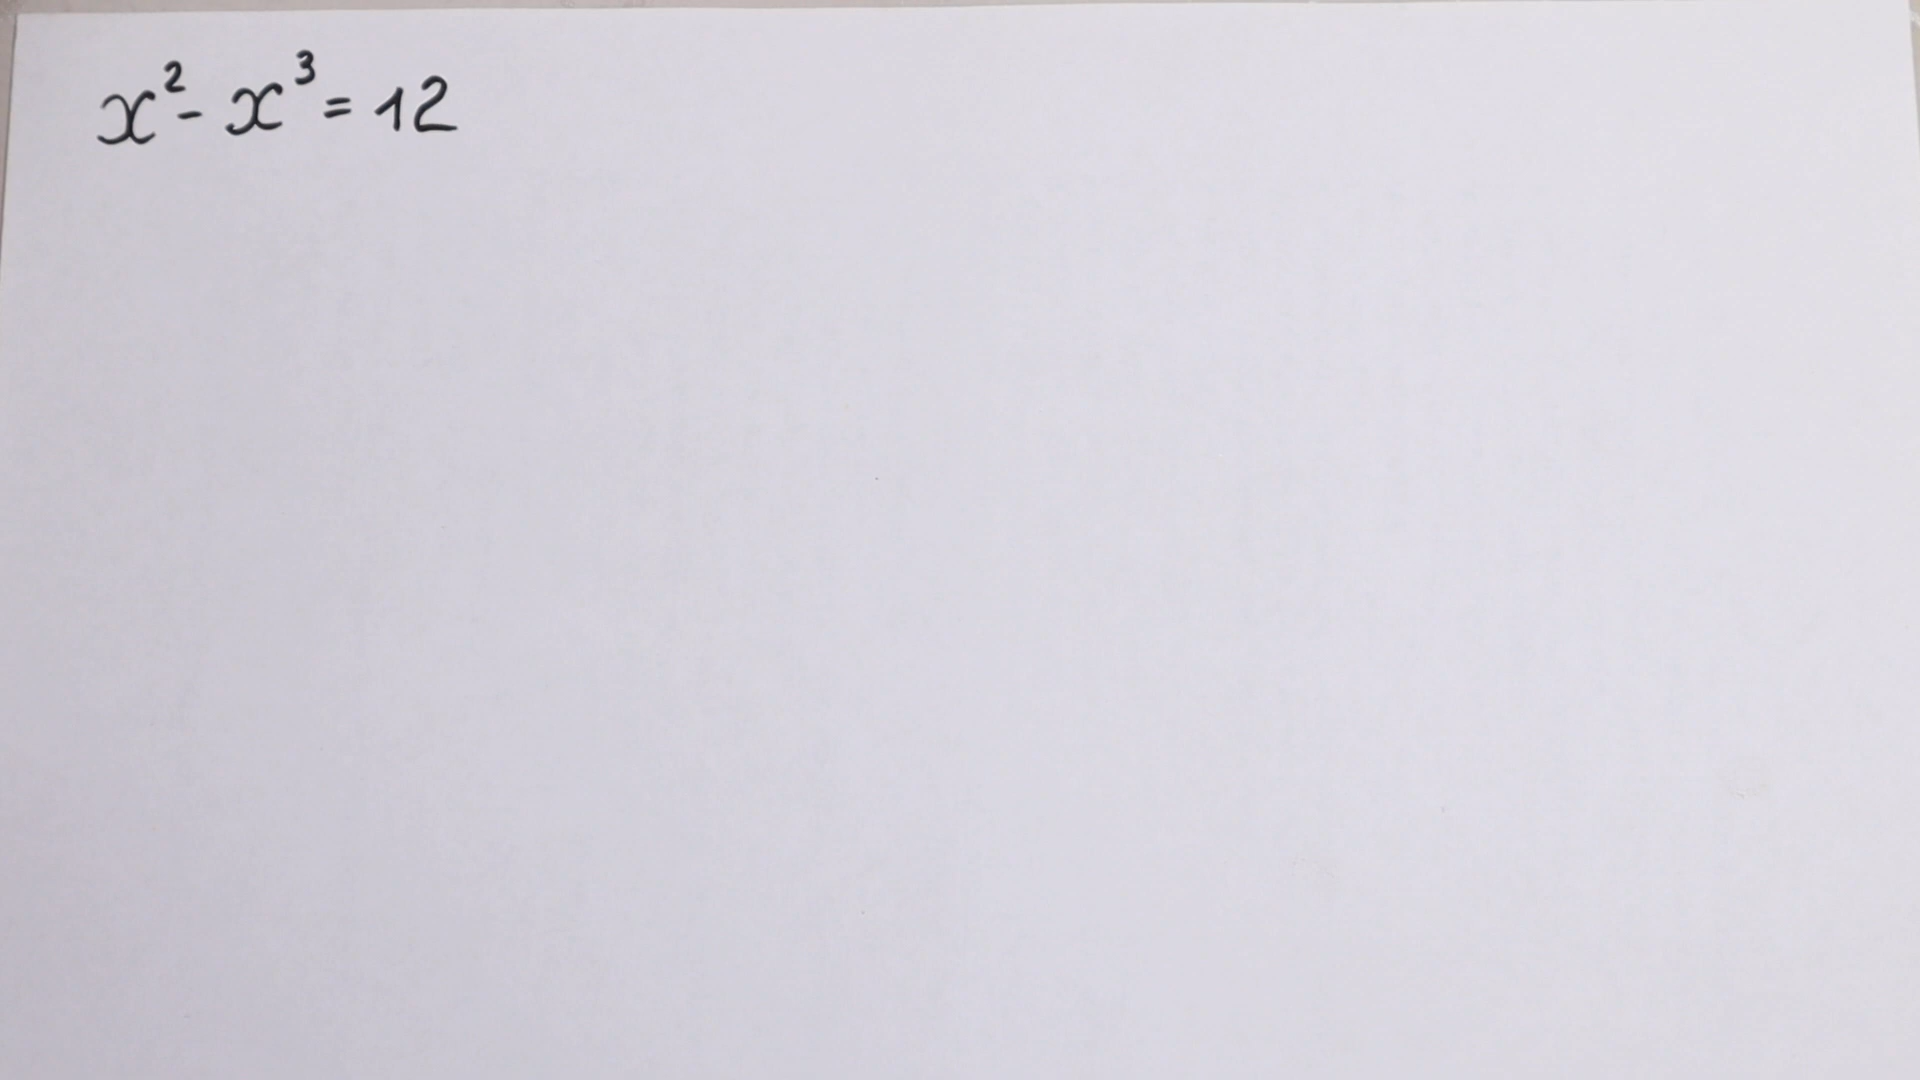 x² - x³ = 12